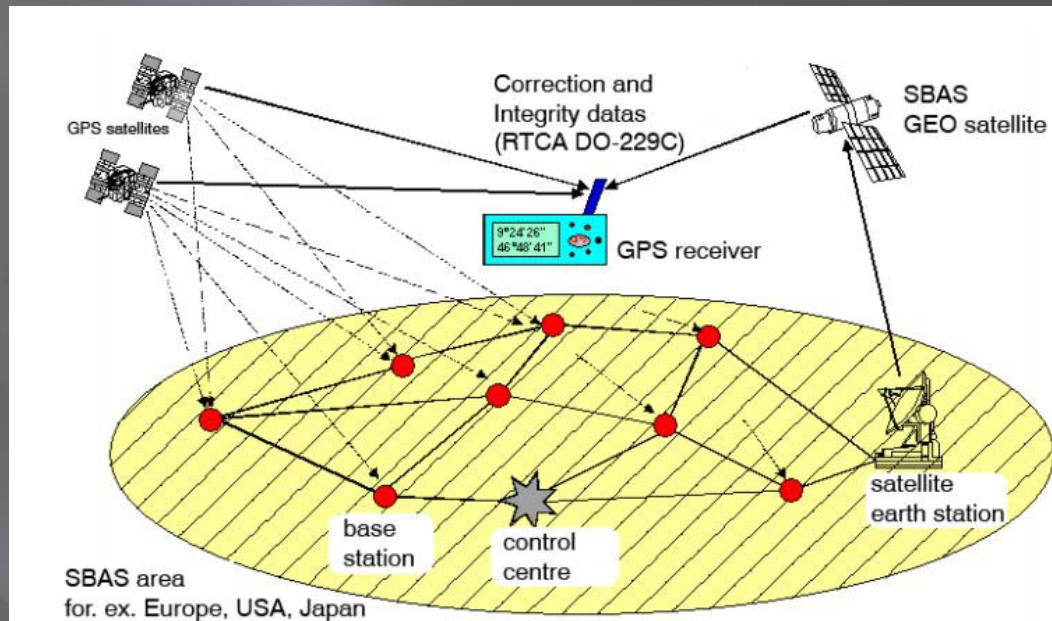 GPS satellites
Correction and
Integrity datas
(RTCA DO-229C)
SBAS
GEO satellite
9°24'26"
46°48'41"
GPS receiver
base
station
control
centre
satellite
earth station
SBAS area
for. ex. Europe, USA, Japan